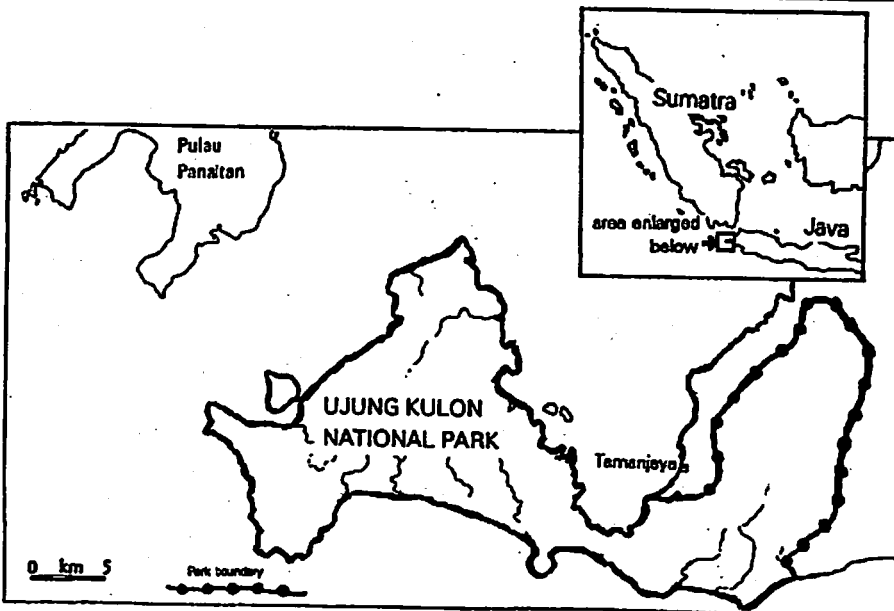 Sumatra
Java
area enlarged
below
Pulau
Panaitan
UJUNG KULON
NATIONAL PARK
Tamanjaya
0 km 5
Park boundary